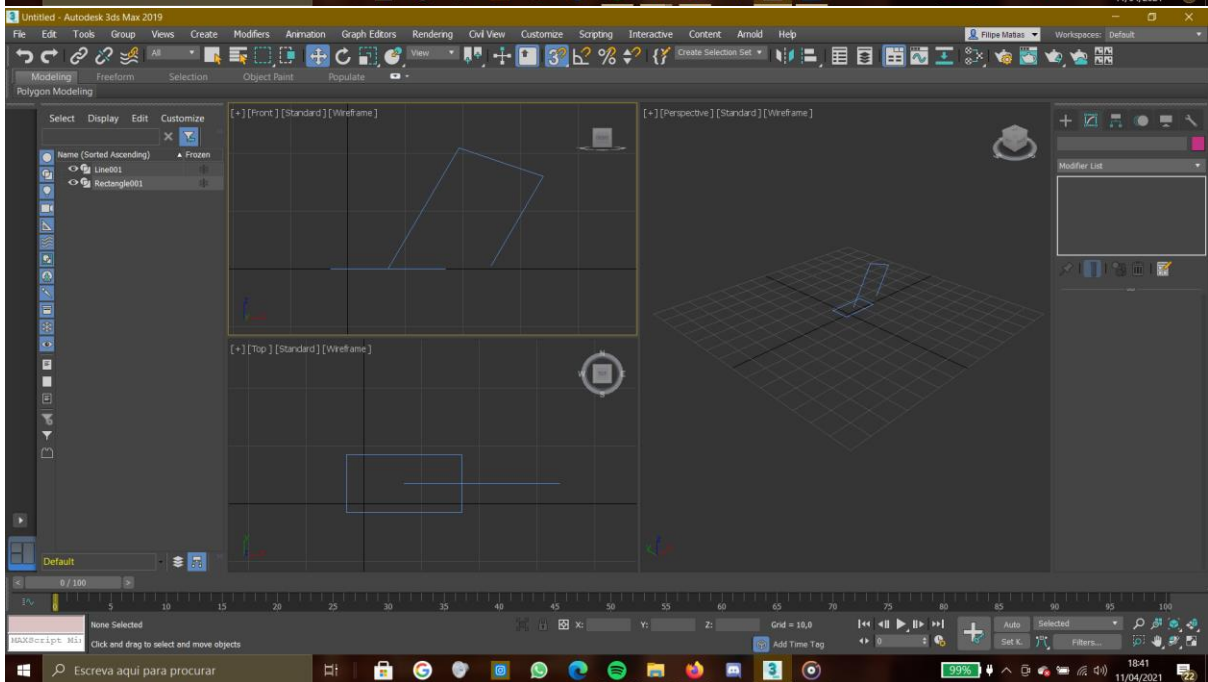 Untitled - Autodesk 3ds Max 2019
File Edit Tools Group Views Create Modifiers Animation Graph Editors Rendering Civil View Customize Scripting Interactive Content Arnold Help Filipe Matias Workspaces: Default
All View Create Selection Set
Modeling Freeform Selection Object Paint Populate
Polygon Modeling
Select Display Edit Customize
Name (Sorted Ascending) Frozen
Line001
Rectangle001
[+] [Front ] [Standard ] [Wireframe ]
[+] [Perspective ] [Standard ] [Wireframe ]
Modifier List
[+] [Top ] [Standard ] [Wireframe ]
Default
0 / 100
0 5 10 15 20 25 30 35 40 45 50 55 60 65 70 75 80 85 90 95 100
None Selected X: Y: Z: Grid = 10,0 Auto Selected
MAXScript Mi Click and drag to select and move objects Add Time Tag 0 Set K. Filters...
Escreva aqui para procurar 99% 18:41
11/04/2021 22